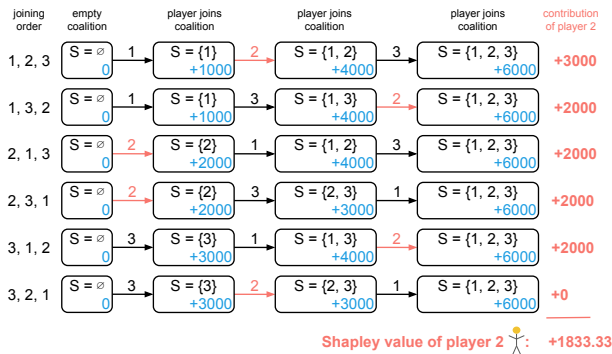 joining order empty coalition player joins coalition player joins coalition player joins coalition contribution of player 2
1, 2, 3 S = ∅ 0 1 S = {1} +1000 2 S = {1, 2} +4000 3 S = {1, 2, 3} +6000 +3000
1, 3, 2 S = ∅ 0 1 S = {1} +1000 3 S = {1, 3} +4000 2 S = {1, 2, 3} +6000 +2000
2, 1, 3 S = ∅ 0 2 S = {2} +2000 1 S = {1, 2} +4000 3 S = {1, 2, 3} +6000 +2000
2, 3, 1 S = ∅ 0 2 S = {2} +2000 3 S = {2, 3} +3000 1 S = {1, 2, 3} +6000 +2000
3, 1, 2 S = ∅ 0 3 S = {3} +3000 1 S = {1, 3} +4000 2 S = {1, 2, 3} +6000 +2000
3, 2, 1 S = ∅ 0 3 S = {3} +3000 2 S = {2, 3} +3000 1 S = {1, 2, 3} +6000 +0
Shapley value of player 2 : +1833.33